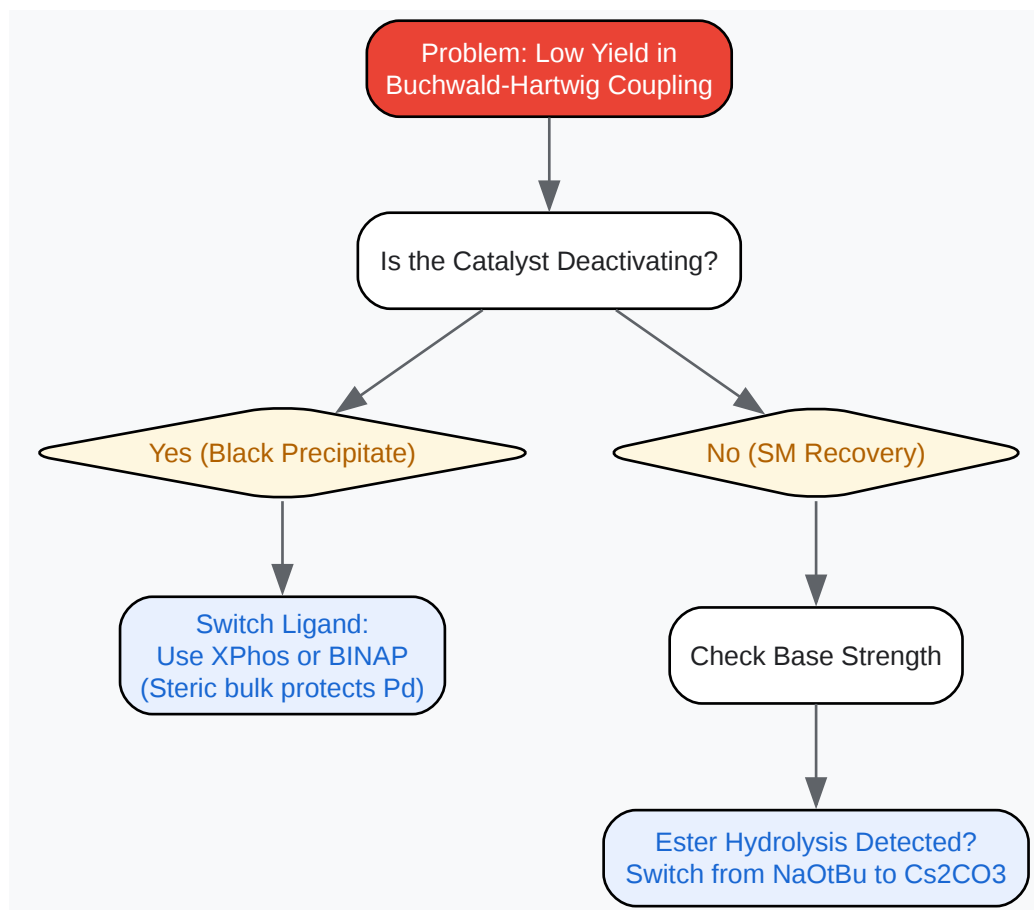 Problem: Low Yield in
Buchwald-Hartwig Coupling
Is the Catalyst Deactivating?
Yes (Black Precipitate)
No (SM Recovery)
Switch Ligand:
Use XPhos or BINAP
(Steric bulk protects Pd)
Check Base Strength
Ester Hydrolysis Detected?
Switch from NaOtBu to Cs2CO3